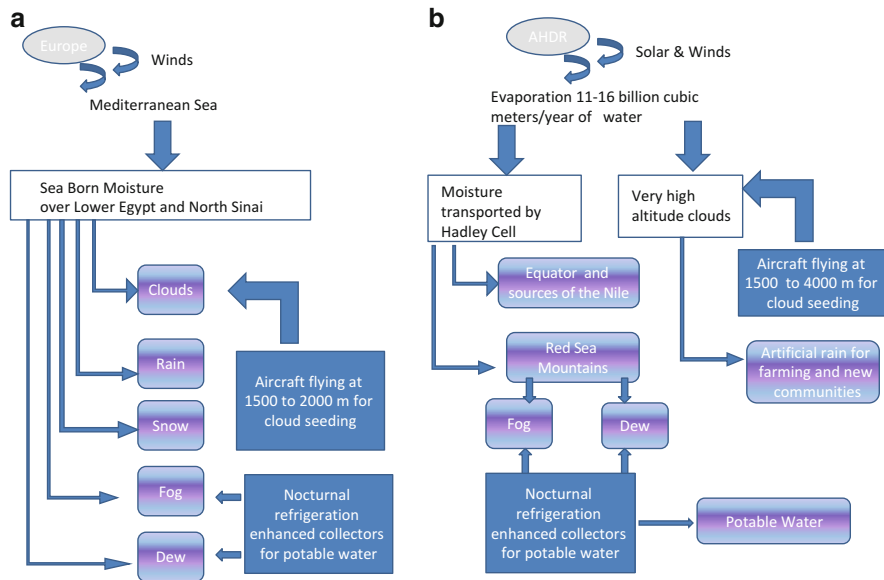 a
Europe
Winds
Mediterranean Sea
Sea Born Moisture
over Lower Egypt and North Sinai
Clouds
Rain
Snow
Fog
Dew
Aircraft flying at
1500 to 2000 m for
cloud seeding
Nocturnal
refrigeration
enhanced collectors
for potable water
b
AHDR
Solar & Winds
Evaporation 11-16 billion cubic
meters/year of water
Moisture
transported by
Hadley Cell
Very high
altitude clouds
Equator and
sources of the Nile
Aircraft flying at
1500 to 4000 m for
cloud seeding
Red Sea
Mountains
Artificial rain for
farming and new
communities
Fog
Dew
Nocturnal
refrigeration
enhanced collectors
for potable water
Potable Water